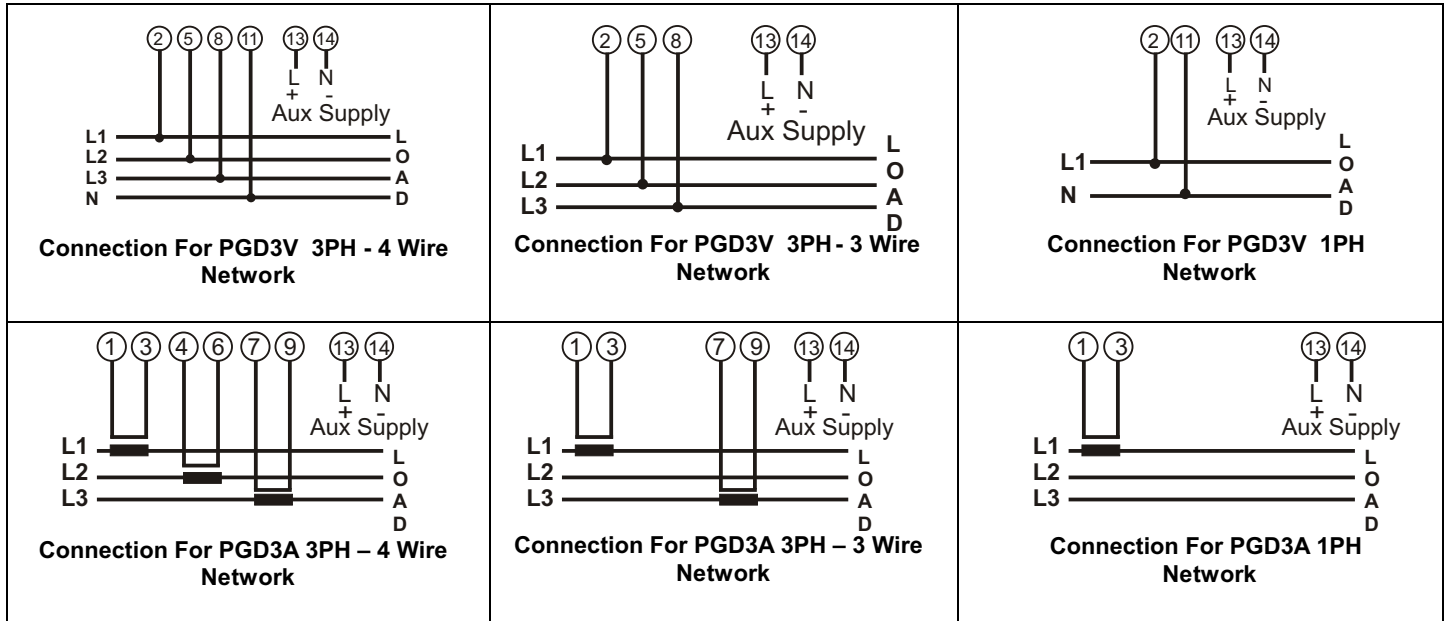 2 5 8 11 13 14
L N
+ -
Aux Supply
L1 L
L2 O
L3 A
N D
Connection For PGD3V 3PH - 4 Wire
Network
2 5 8 13 14
L N
+ -
Aux Supply
L
L1 O
L2 A
L3 D
Connection For PGD3V 3PH - 3 Wire
Network
2 11 13 14
L N
+ -
Aux Supply
L
L1 O
N A
D
Connection For PGD3V 1PH
Network
1 3 4 6 7 9 13 14
L N
+ -
Aux Supply
L1 L
L2 O
L3 A
D
Connection For PGD3A 3PH – 4 Wire
Network
1 3 7 9 13 14
L N
+ -
Aux Supply
L1 L
L2 O
L3 A
D
Connection For PGD3A 3PH – 3 Wire
Network
1 3 13 14
L N
+ -
Aux Supply
L1 L
L2 O
L3 A
D
Connection For PGD3A 1PH
Network